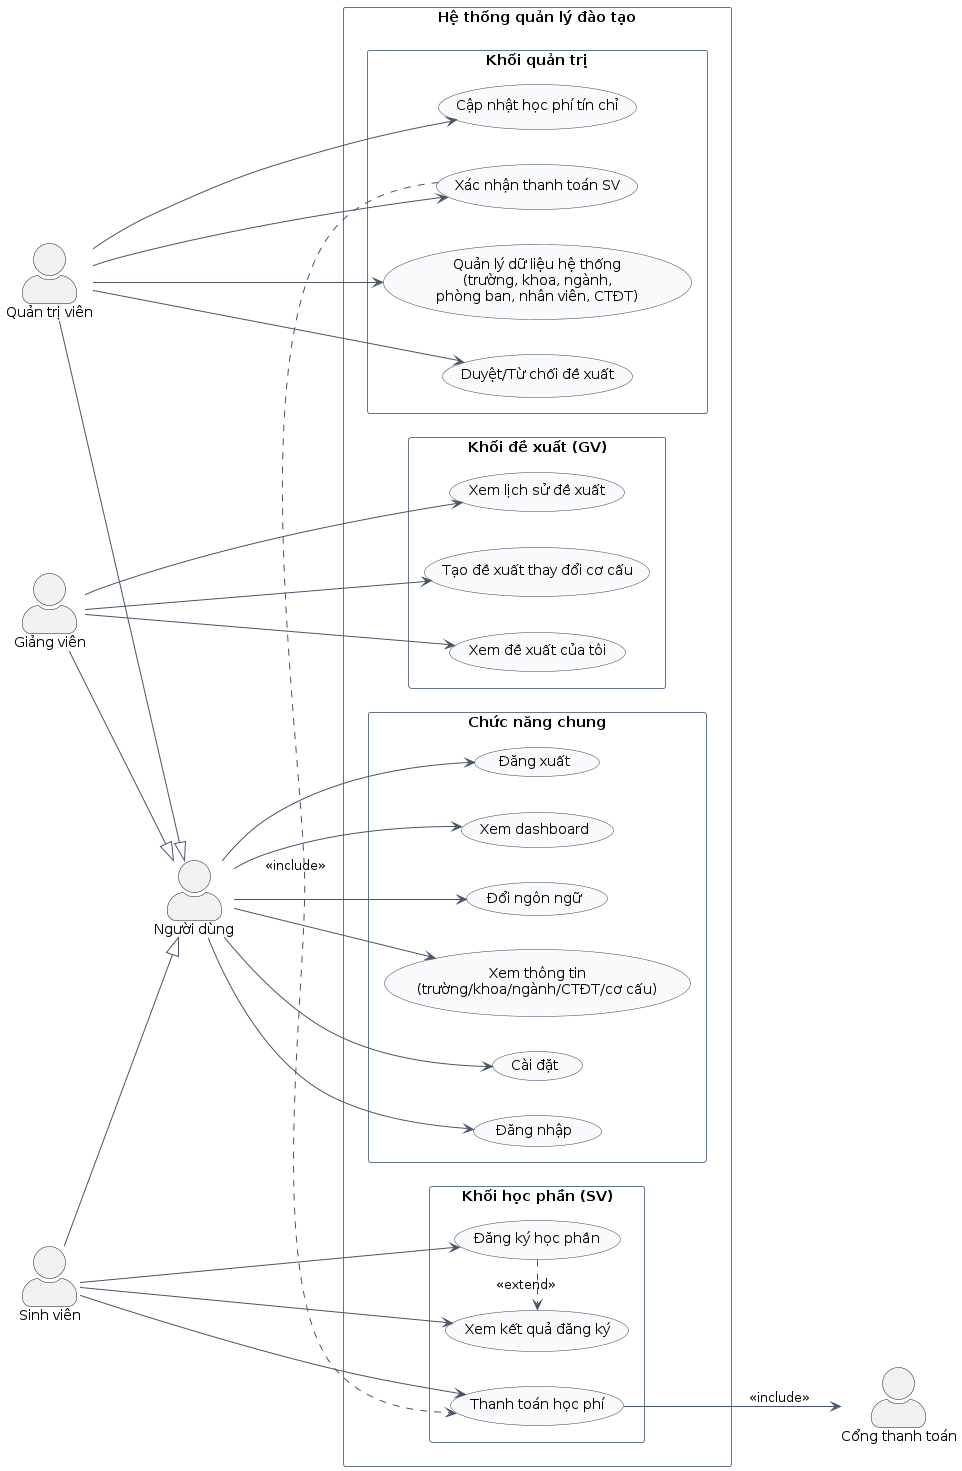 Hệ thống quản lý đào tạo
Khối quản trị
Cập nhật học phí tín chỉ
Xác nhận thanh toán SV
Quản lý dữ liệu hệ thống
(trường, khoa, ngành,
phòng ban, nhân viên, CTĐT)
Duyệt/Từ chối đề xuất
Quản trị viên
Khối đề xuất (GV)
Xem lịch sử đề xuất
Tạo đề xuất thay đổi cơ cấu
Xem đề xuất của tôi
Giảng viên
Chức năng chung
Đăng xuất
Xem dashboard
«include»
Đổi ngôn ngữ
Người dùng
Xem thông tin
(trường/khoa/ngành/CTĐT/cơ cấu)
Cài đặt
Đăng nhập
Khối học phần (SV)
Đăng ký học phần
«extend»
Xem kết quả đăng ký
Sinh viên
Thanh toán học phí
«include»
Cổng thanh toán